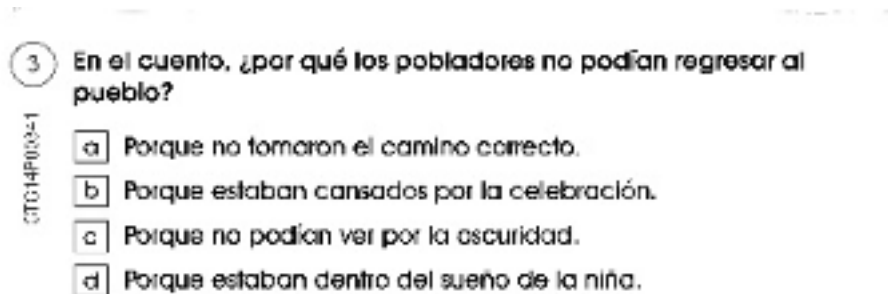 3 En el cuento, ¿por qué los pobladores no podían regresar al
pueblo?
a Porque no tomaron el camino correcto.
b Porque estaban cansados por la celebración.
c Porque no podían ver por la oscuridad.
d Porque estaban dentro del sueño de la niña.